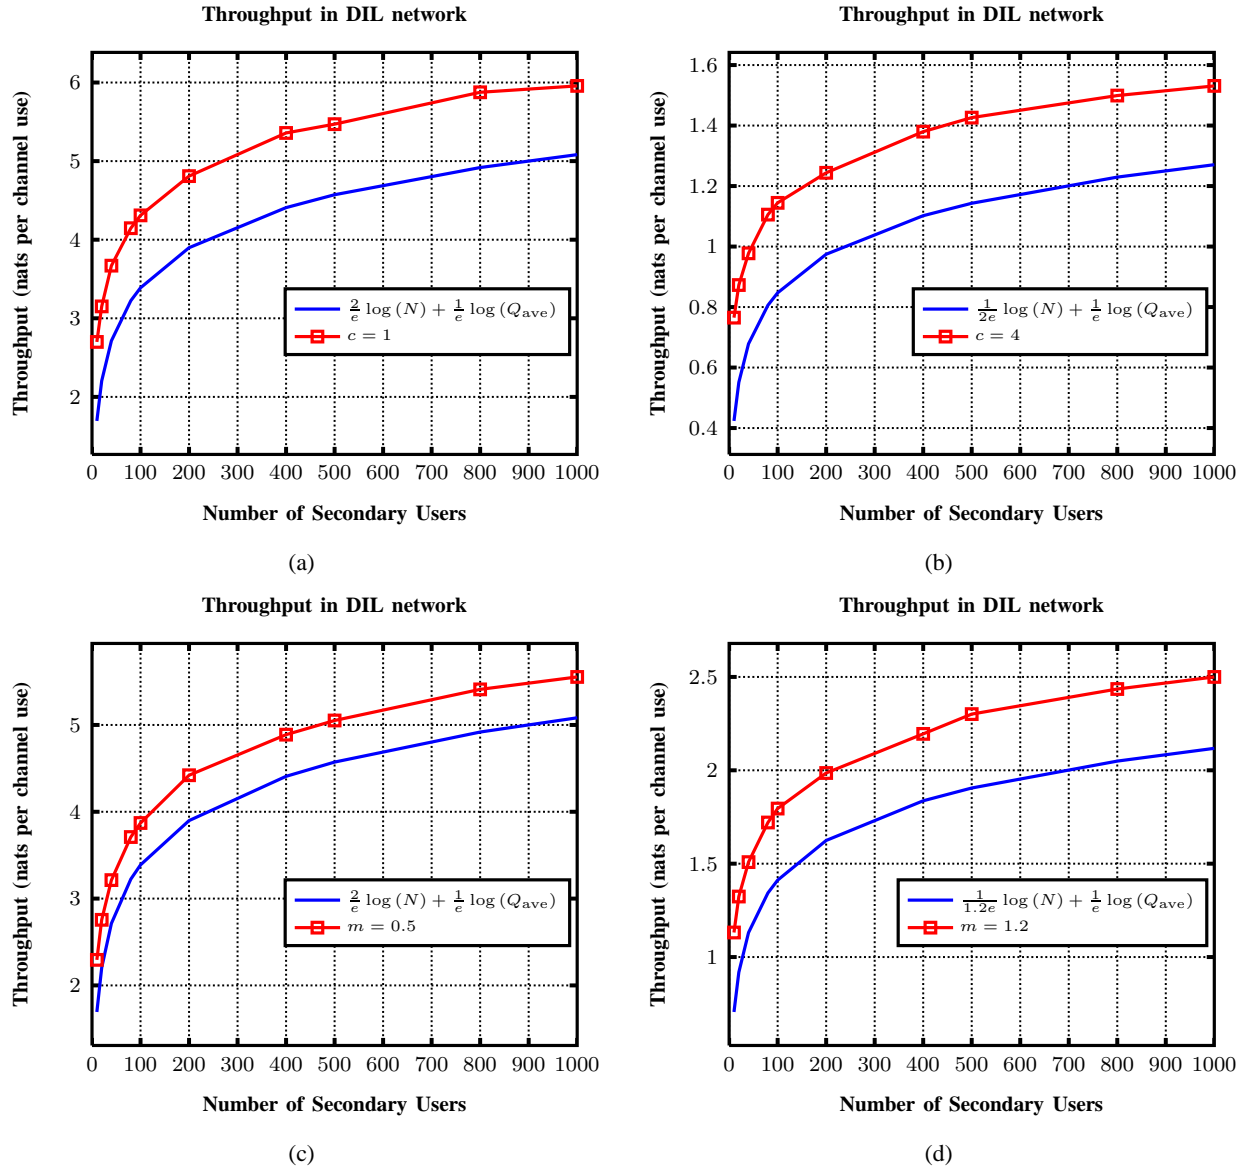 Throughput in DIL network
Throughput (nats per channel use)
6
5
4
3
2
0 100 200 300 400 500 600 700 800 900 1000
2/e log (N) + 1/e log (Q_ave)
c = 1
Number of Secondary Users
(a)
Throughput in DIL network
Throughput (nats per channel use)
1.6
1.4
1.2
1
0.8
0.6
0.4
0 100 200 300 400 500 600 700 800 900 1000
1/2e log (N) + 1/e log (Q_ave)
c = 4
Number of Secondary Users
(b)
Throughput in DIL network
Throughput (nats per channel use)
5
4
3
2
0 100 200 300 400 500 600 700 800 900 1000
2/e log (N) + 1/e log (Q_ave)
m = 0.5
Number of Secondary Users
(c)
Throughput in DIL network
Throughput (nats per channel use)
2.5
2
1.5
1
0 100 200 300 400 500 600 700 800 900 1000
1/1.2e log (N) + 1/e log (Q_ave)
m = 1.2
Number of Secondary Users
(d)